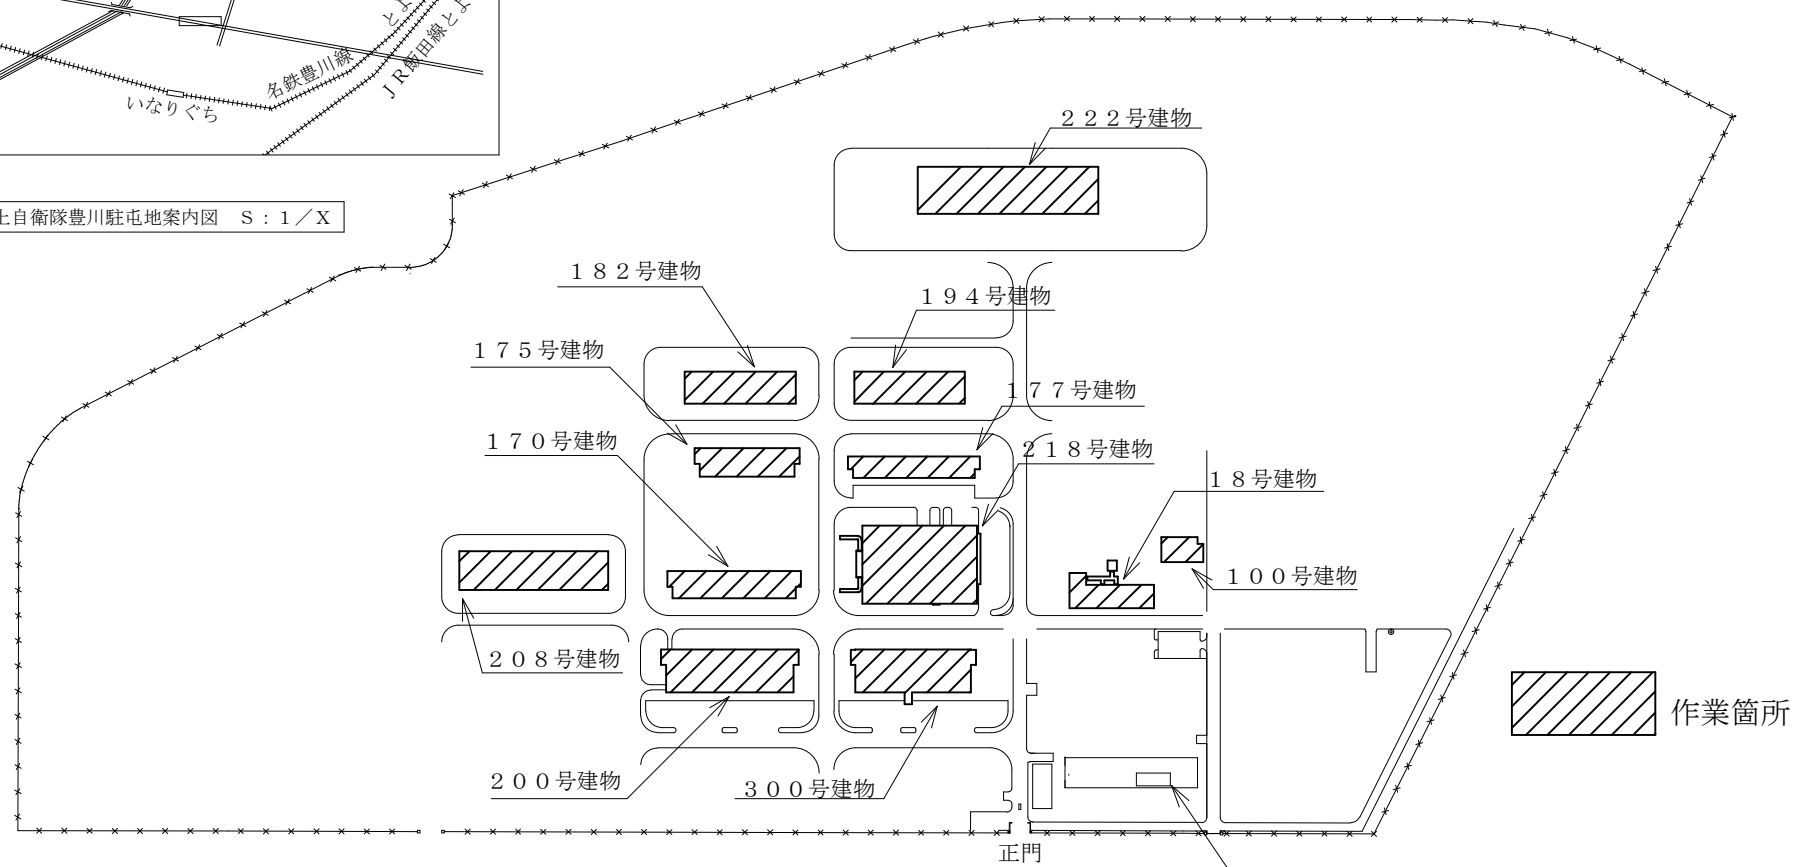 とよ
ＪＲ飯田線とよ
名鉄豊川線
いなりぐち
自衛隊豊川駐屯地案内図　Ｓ：１／Ｘ
２２２号建物
１８２号建物
１９４号建物
１７５号建物
１７７号建物
１７０号建物
２１８号建物
１８号建物
１００号建物
２０８号建物
作業箇所
２００号建物
３００号建物
正門